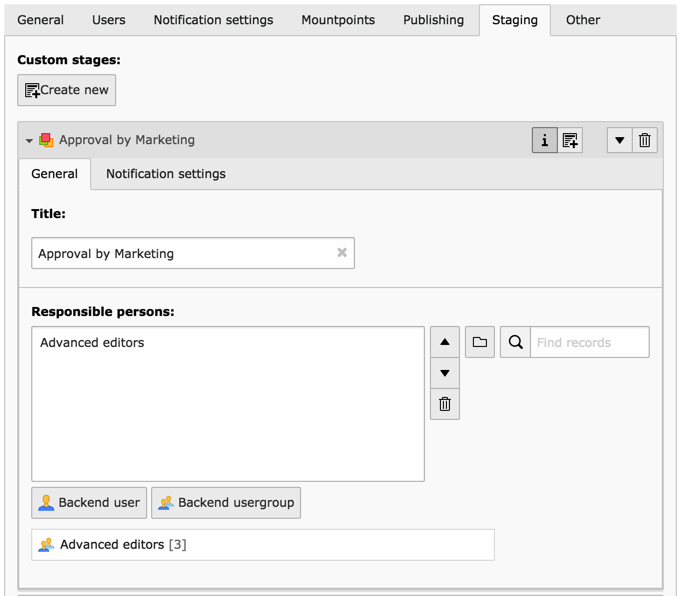 General Users Notification settings Mountpoints Publishing Staging Other
Custom stages:
Create new
Approval by Marketing
General Notification settings
Title:
Approval by Marketing
Responsible persons:
Advanced editors
Find records
Backend user Backend usergroup
Advanced editors [3]